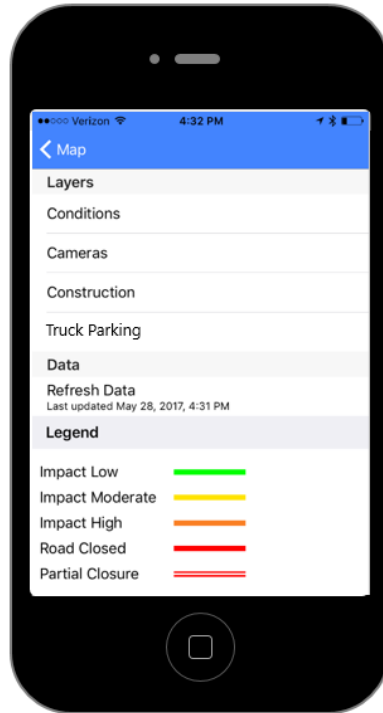 Verizon 4:32 PM
Map
Layers
Conditions
Cameras
Construction
Truck Parking
Data
Refresh Data
Last updated May 28, 2017, 4:31 PM
Legend
Impact Low
Impact Moderate
Impact High
Road Closed
Partial Closure